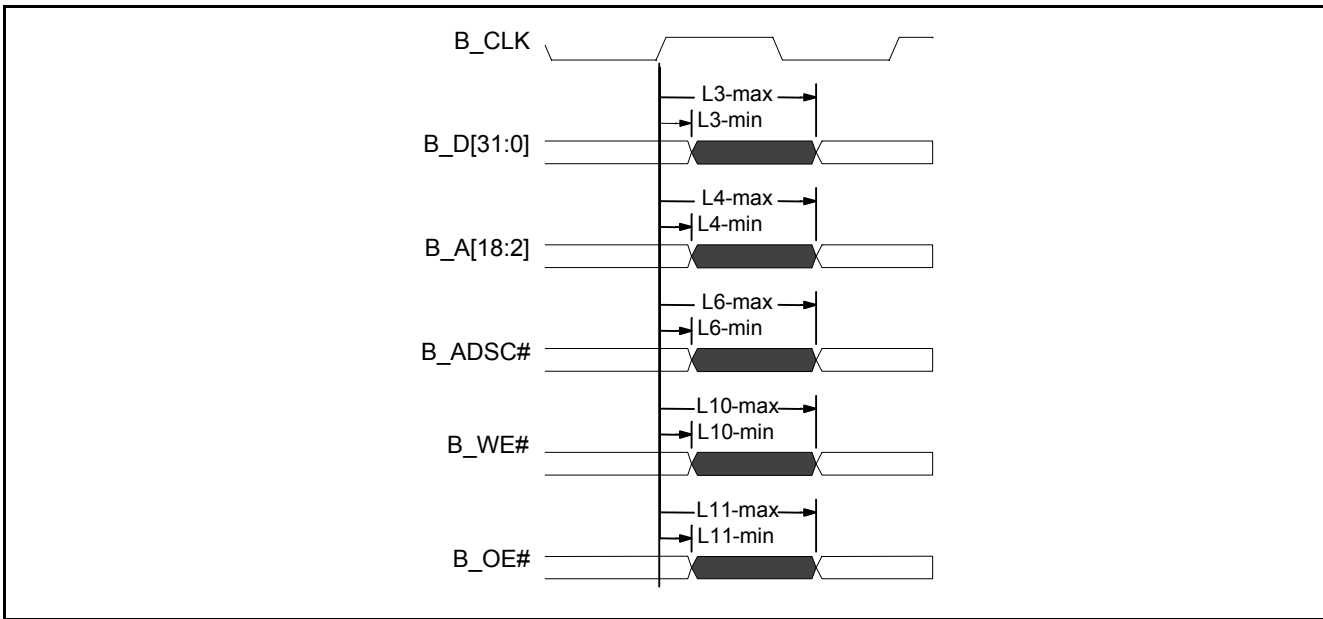 B_CLK
L3-max
L3-min
B_D[31:0]
L4-max
L4-min
B_A[18:2]
L6-max
L6-min
B_ADSC#
L10-max
L10-min
B_WE#
L11-max
L11-min
B_OE#